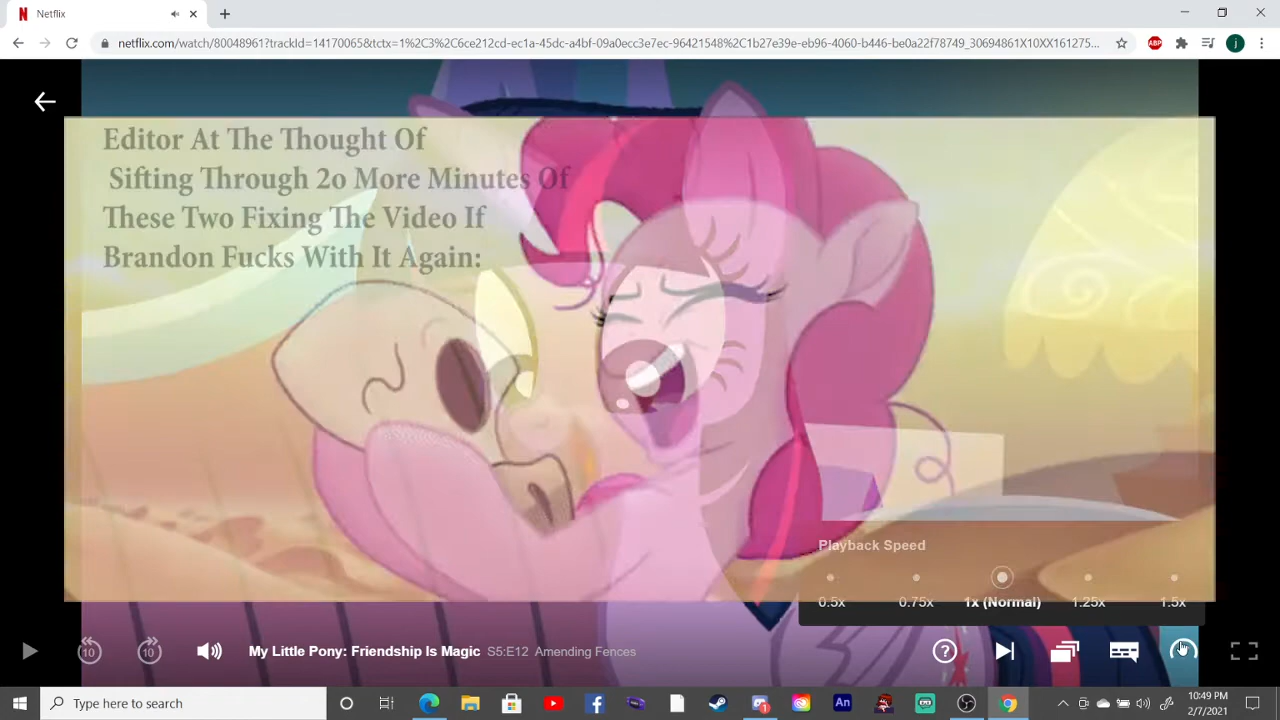 Netflix
netflix.com/watch/80048961?trackId=14170065&tctx=1%2C3%2C6ce212cd-ec1a-45dc-a4bf-09a0ecc3e7ec-96421548%2C1b27e39e-eb96-4060-b446-be0a22f78749_30694861X10XX161275...
ABP
j
Editor At The Thought Of
Sifting Through 2o More Minutes Of
These Two Fixing The Video If
Brandon Fucks With It Again:
Playback Speed
0.5x 0.75x 1x (Normal) 1.25x 1.5x
10 10 My Little Pony: Friendship Is Magic S5:E12 Amending Fences
Type here to search
An
10:49 PM
2/7/2021